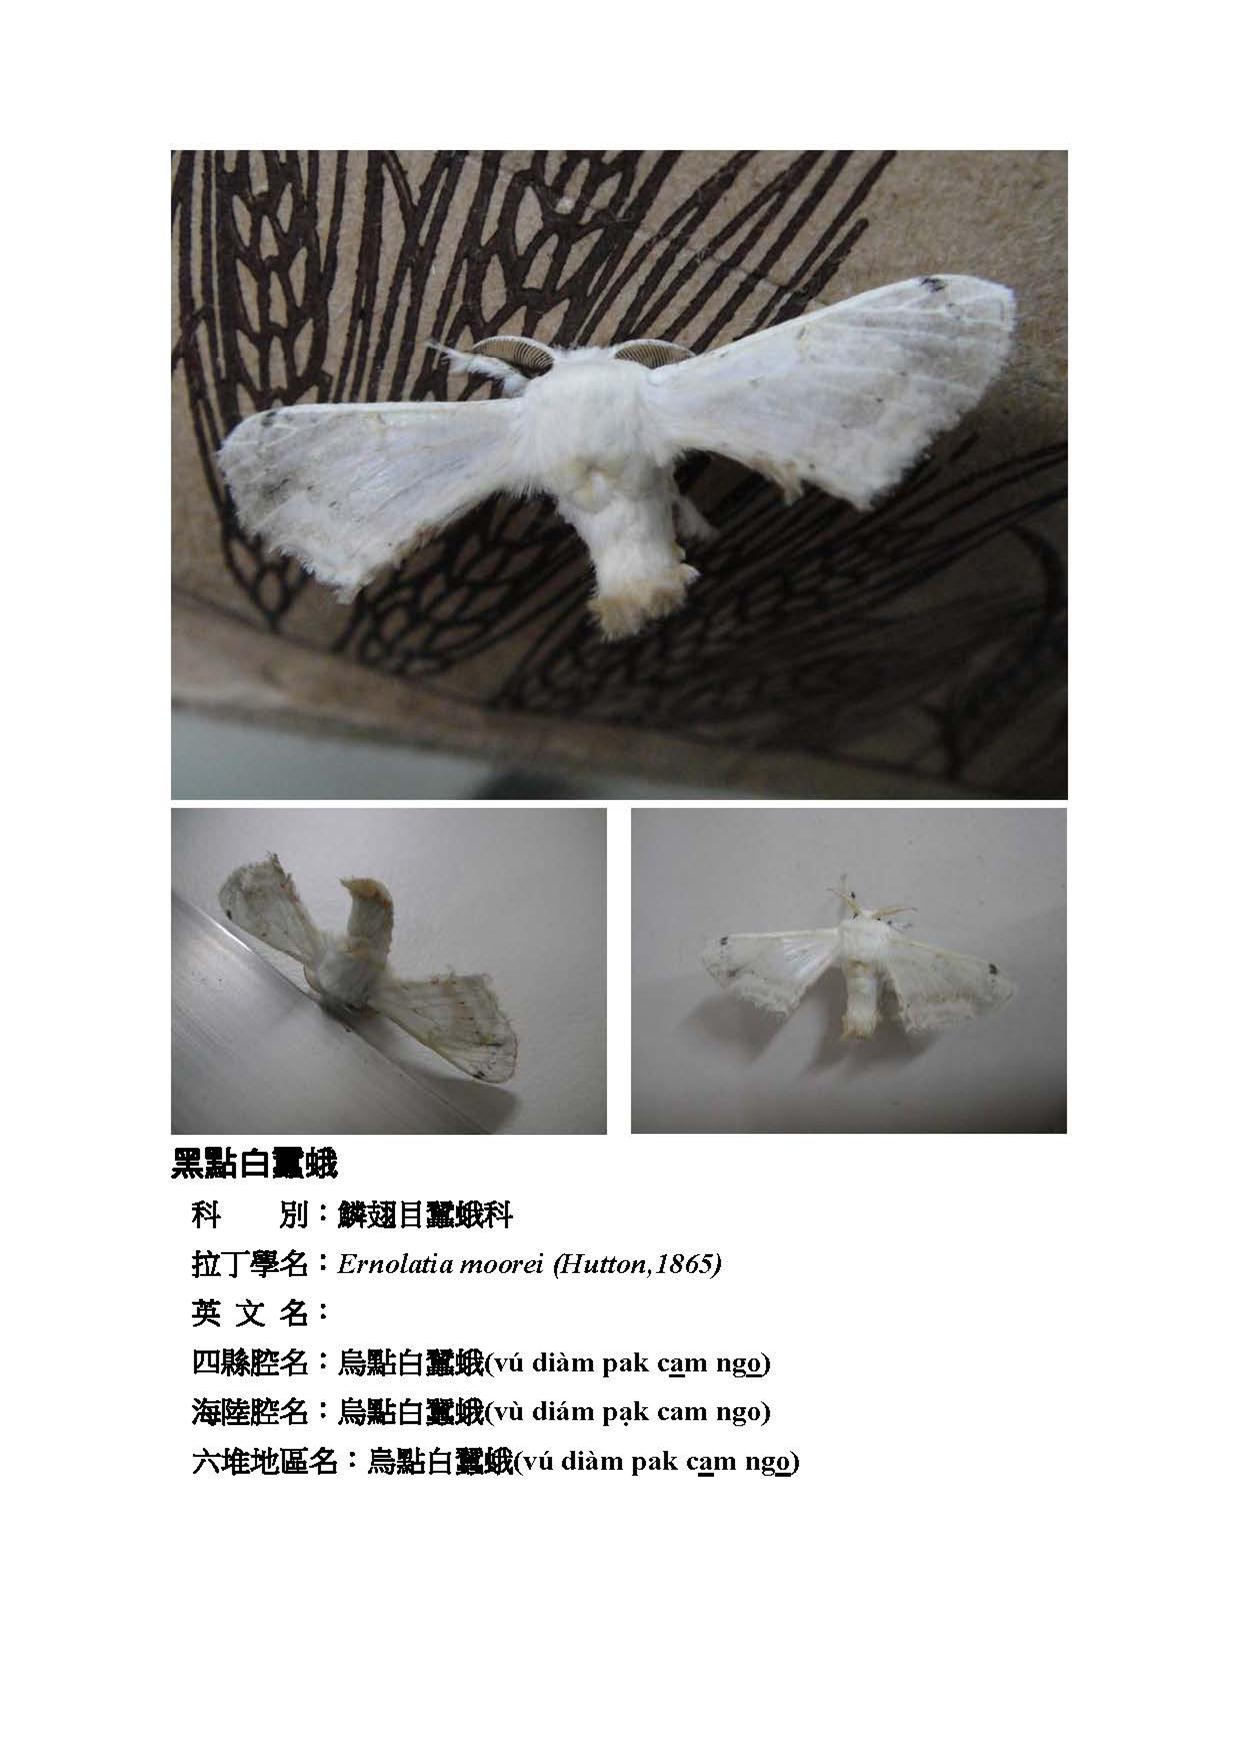 黑點白蠶蛾
科　　別：鱗翅目蠶蛾科
拉丁學名：Ernolatia moorei (Hutton,1865)
英 文 名：
四縣腔名：烏點白蠶蛾(vú diàm pak ca̲m ngo̲)
海陸腔名：烏點白蠶蛾(vù diám pạk cam ngo)
六堆地區名：烏點白蠶蛾(vú diàm pak ca̲m ngo̲)